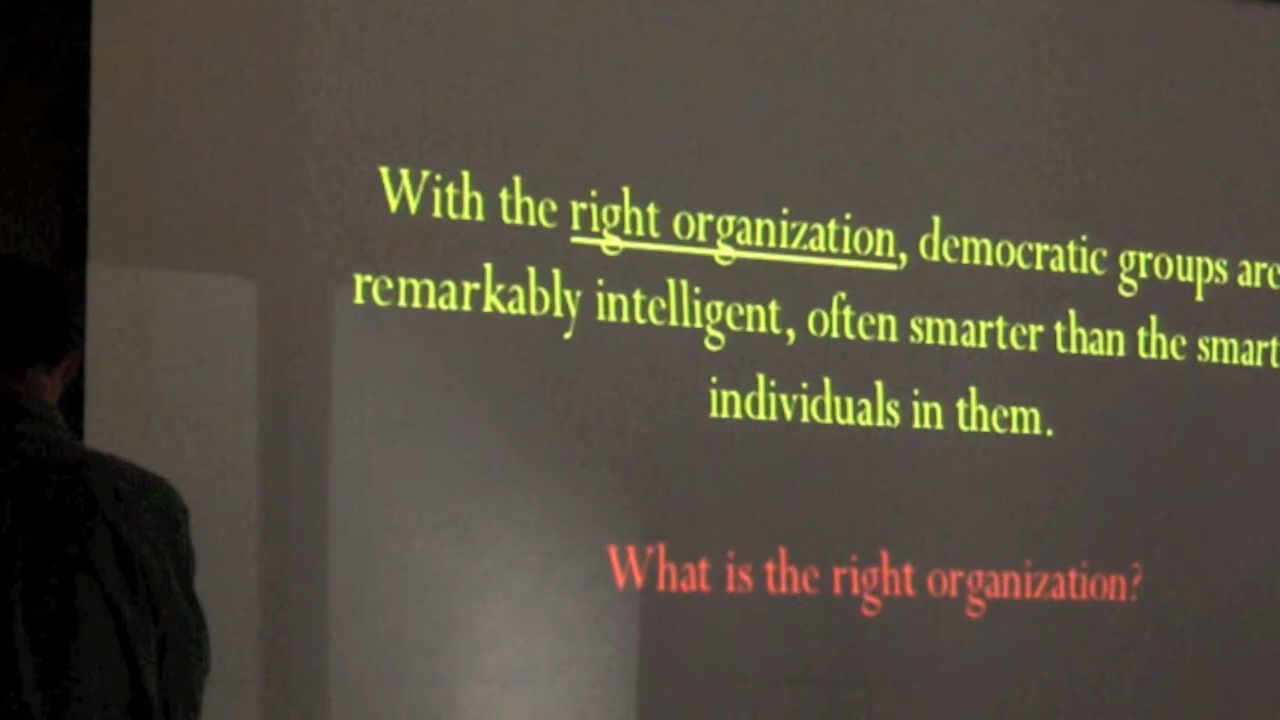 With the right organization, democratic groups are
remarkably intelligent, often smarter than the smart
individuals in them.
What is the right organization?